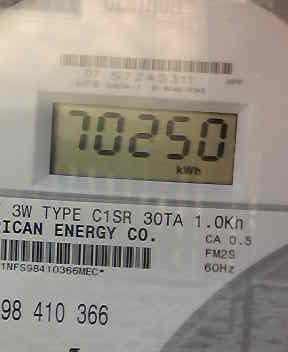 70250
kWh
3W TYPE C1SR 30TA 1.0Kh
ICAN ENERGY CO.
CA 0.5
FM2S
60Hz
1NFS98410366MEC*
98 410 366